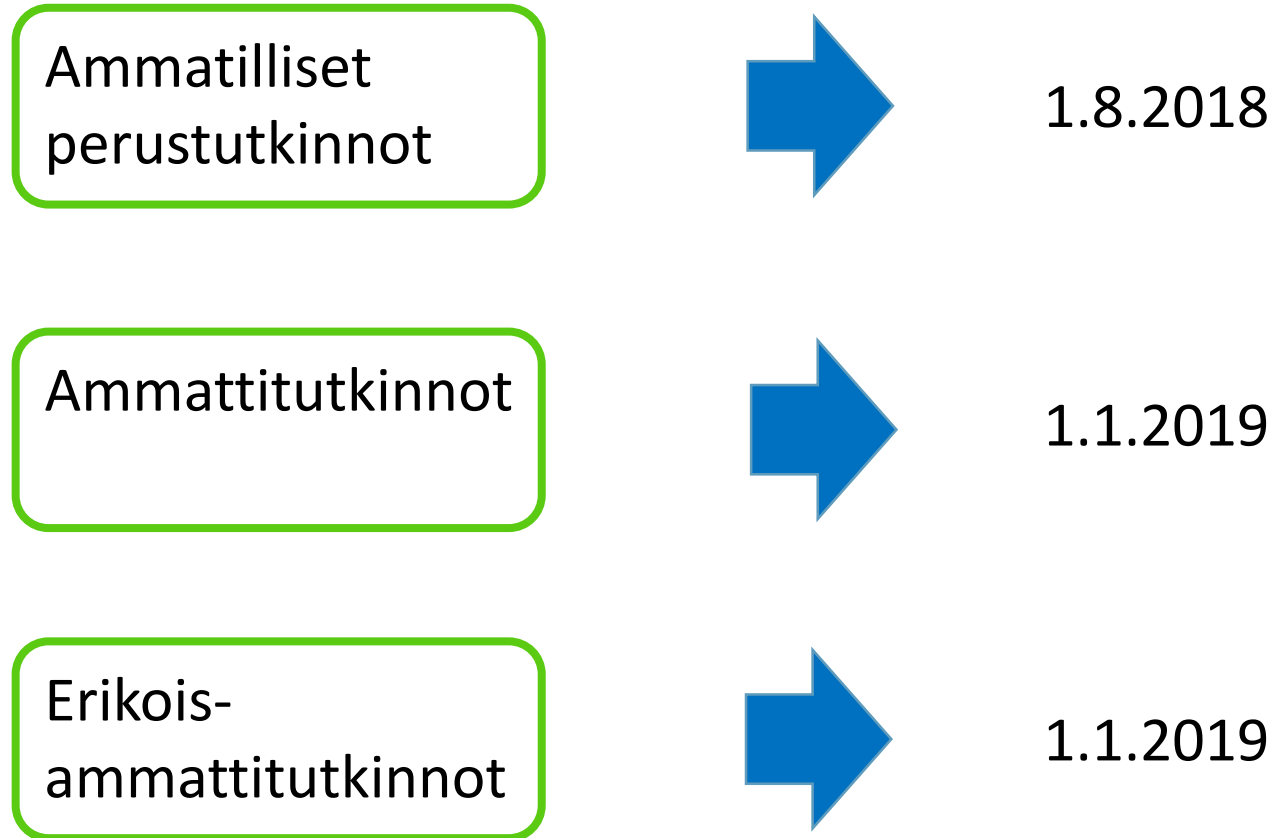 Ammatilliset
perustutkinnot
1.8.2018
Ammattitutkinnot
1.1.2019
Erikois-
ammattitutkinnot
1.1.2019